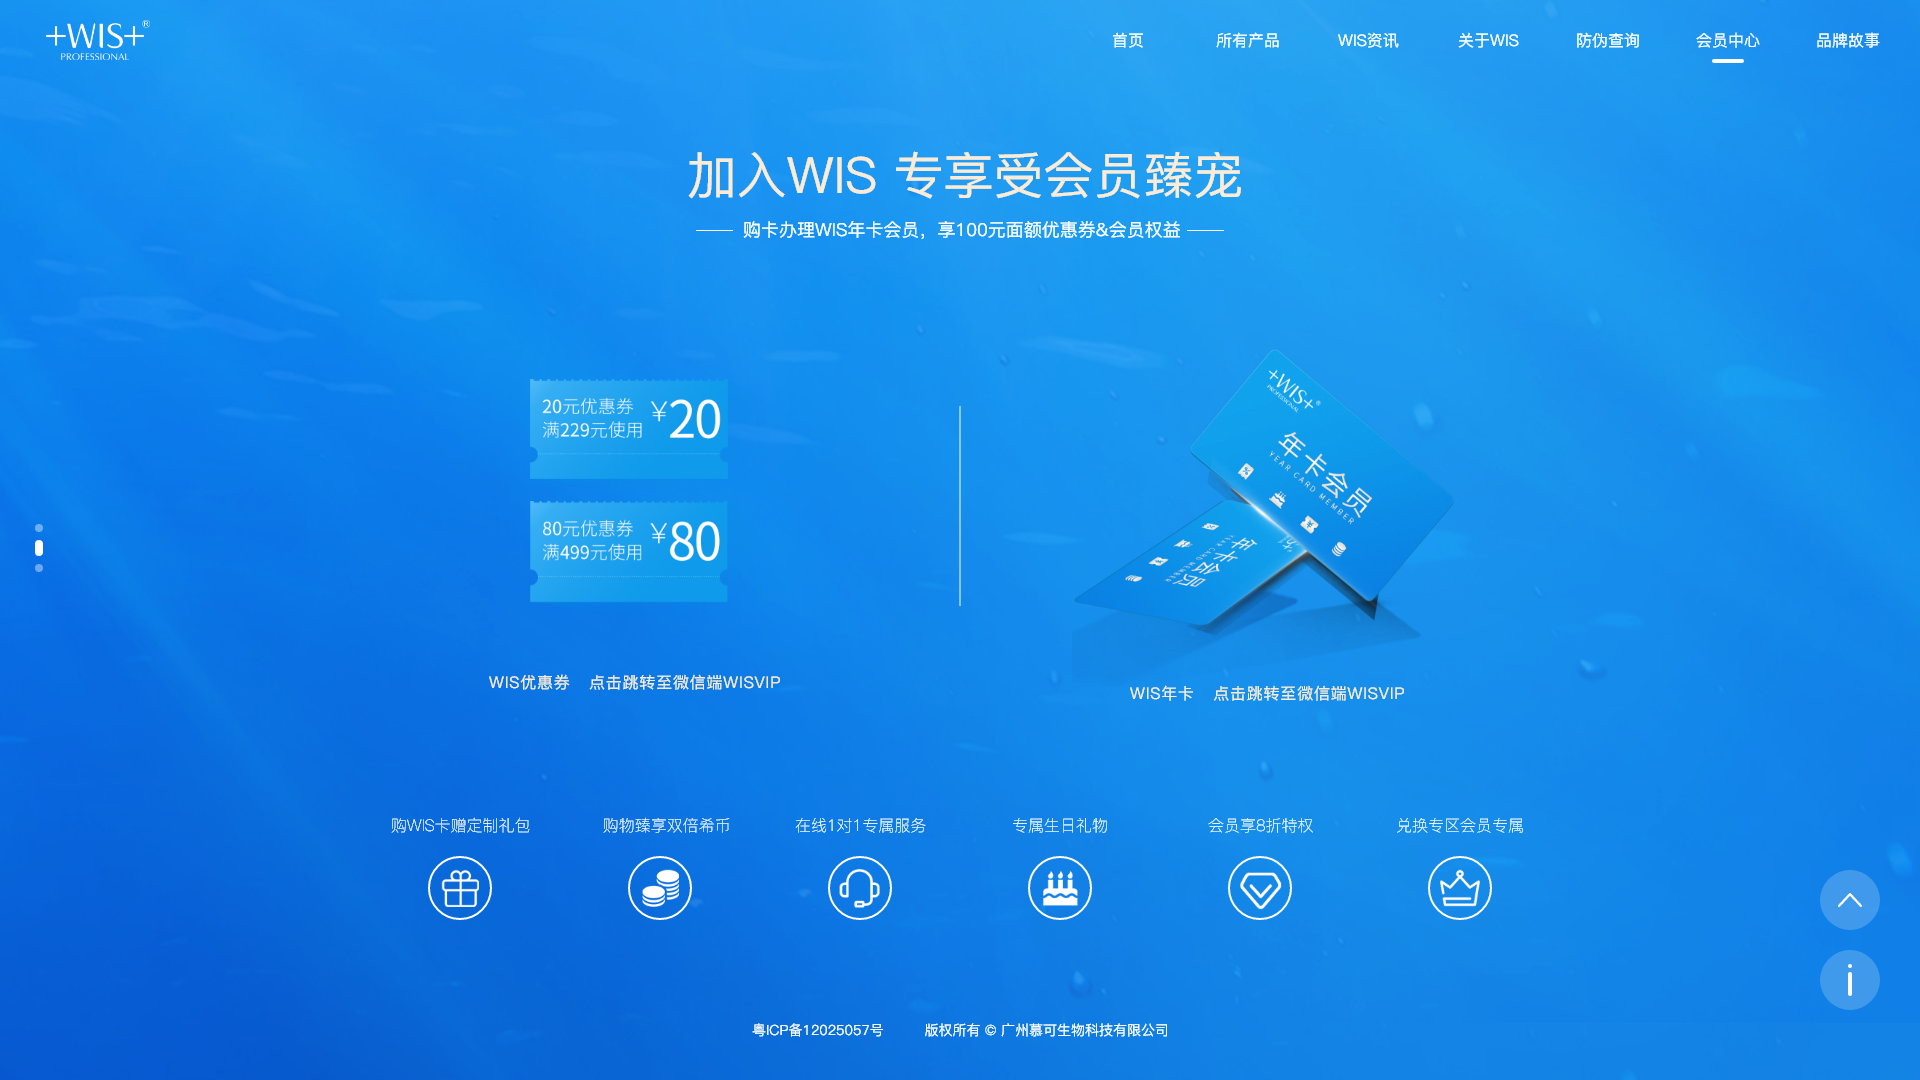 +WIS+®
PROFESSIONAL
首页 所有产品 WIS资讯 关于WIS 防伪查询 会员中心 品牌故事
加入WIS 专享受会员臻宠
购卡办理WIS年卡会员，享100元面额优惠券&会员权益
20元优惠券
满229元使用
¥20
80元优惠券
满499元使用
¥80
+WIS+®
PROFESSIONAL
年卡会员
YEAR CARD MEMBER
年卡会员
YEAR CARD MEMBER
WIS优惠券 点击跳转至微信端WISVIP
WIS年卡 点击跳转至微信端WISVIP
购WIS卡赠定制礼包
购物臻享双倍希币
在线1对1专属服务
专属生日礼物
会员享8折特权
兑换专区会员专属
粤ICP备12025057号 版权所有 © 广州慕可生物科技有限公司